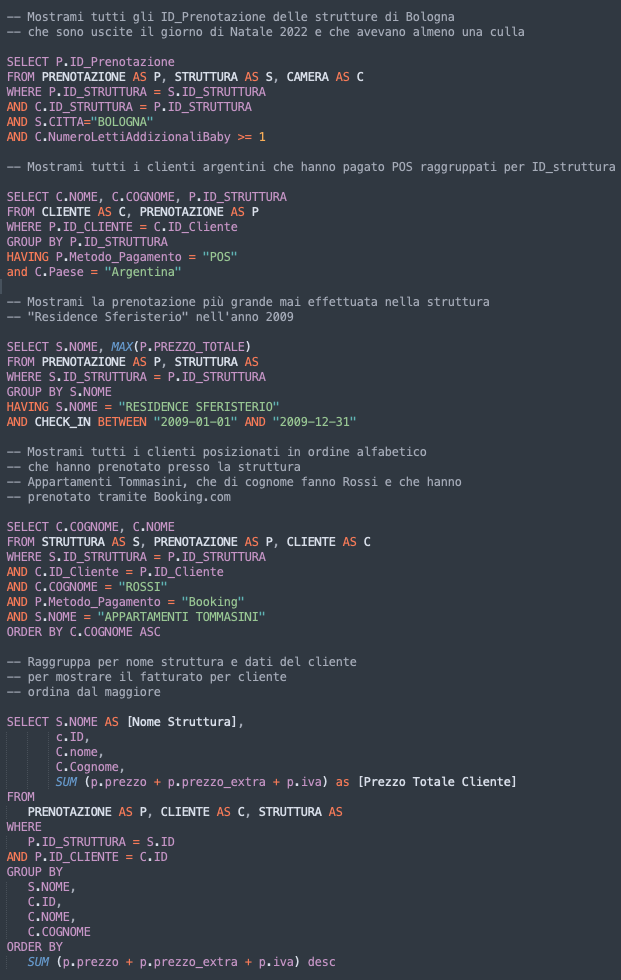 -- Mostrami tutti gli ID_Prenotazione delle strutture di Bologna
-- che sono uscite il giorno di Natale 2022 e che avevano almeno una culla
SELECT P.ID_Prenotazione
FROM PRENOTAZIONE AS P, STRUTTURA AS S, CAMERA AS C
WHERE P.ID_STRUTTURA = S.ID_STRUTTURA
AND C.ID_STRUTTURA = P.ID_STRUTTURA
AND S.CITTA="BOLOGNA"
AND C.NumeroLettiAddizionaliBaby >= 1
-- Mostrami tutti i clienti argentini che hanno pagato POS raggruppati per ID_struttura
SELECT C.NOME, C.COGNOME, P.ID_STRUTTURA
FROM CLIENTE AS C, PRENOTAZIONE AS P
WHERE P.ID_CLIENTE = C.ID_Cliente
GROUP BY P.ID_STRUTTURA
HAVING P.Metodo_Pagamento = "POS"
and C.Paese = "Argentina"
-- Mostrami la prenotazione più grande mai effettuata nella struttura
-- "Residence Sferisterio" nell'anno 2009
SELECT S.NOME, MAX(P.PREZZO_TOTALE)
FROM PRENOTAZIONE AS P, STRUTTURA AS
WHERE S.ID_STRUTTURA = P.ID_STRUTTURA
GROUP BY S.NOME
HAVING S.NOME = "RESIDENCE SFERISTERIO"
AND CHECK_IN BETWEEN "2009-01-01" AND "2009-12-31"
-- Mostrami tutti i clienti posizionati in ordine alfabetico
-- che hanno prenotato presso la struttura
-- Appartamenti Tommasini, che di cognome fanno Rossi e che hanno
-- prenotato tramite Booking.com
SELECT C.COGNOME, C.NOME
FROM STRUTTURA AS S, PRENOTAZIONE AS P, CLIENTE AS C
WHERE S.ID_STRUTTURA = P.ID_STRUTTURA
AND C.ID_Cliente = P.ID_Cliente
AND C.COGNOME = "ROSSI"
AND P.Metodo_Pagamento = "Booking"
AND S.NOME = "APPARTAMENTI TOMMASINI"
ORDER BY C.COGNOME ASC
-- Raggruppa per nome struttura e dati del cliente
-- per mostrare il fatturato per cliente
-- ordina dal maggiore
SELECT S.NOME AS [Nome Struttura],
c.ID,
C.nome,
C.Cognome,
SUM (p.prezzo + p.prezzo_extra + p.iva) as [Prezzo Totale Cliente]
FROM
PRENOTAZIONE AS P, CLIENTE AS C, STRUTTURA AS
WHERE
P.ID_STRUTTURA = S.ID
AND P.ID_CLIENTE = C.ID
GROUP BY
S.NOME,
C.ID,
C.NOME,
C.COGNOME
ORDER BY
SUM (p.prezzo + p.prezzo_extra + p.iva) desc